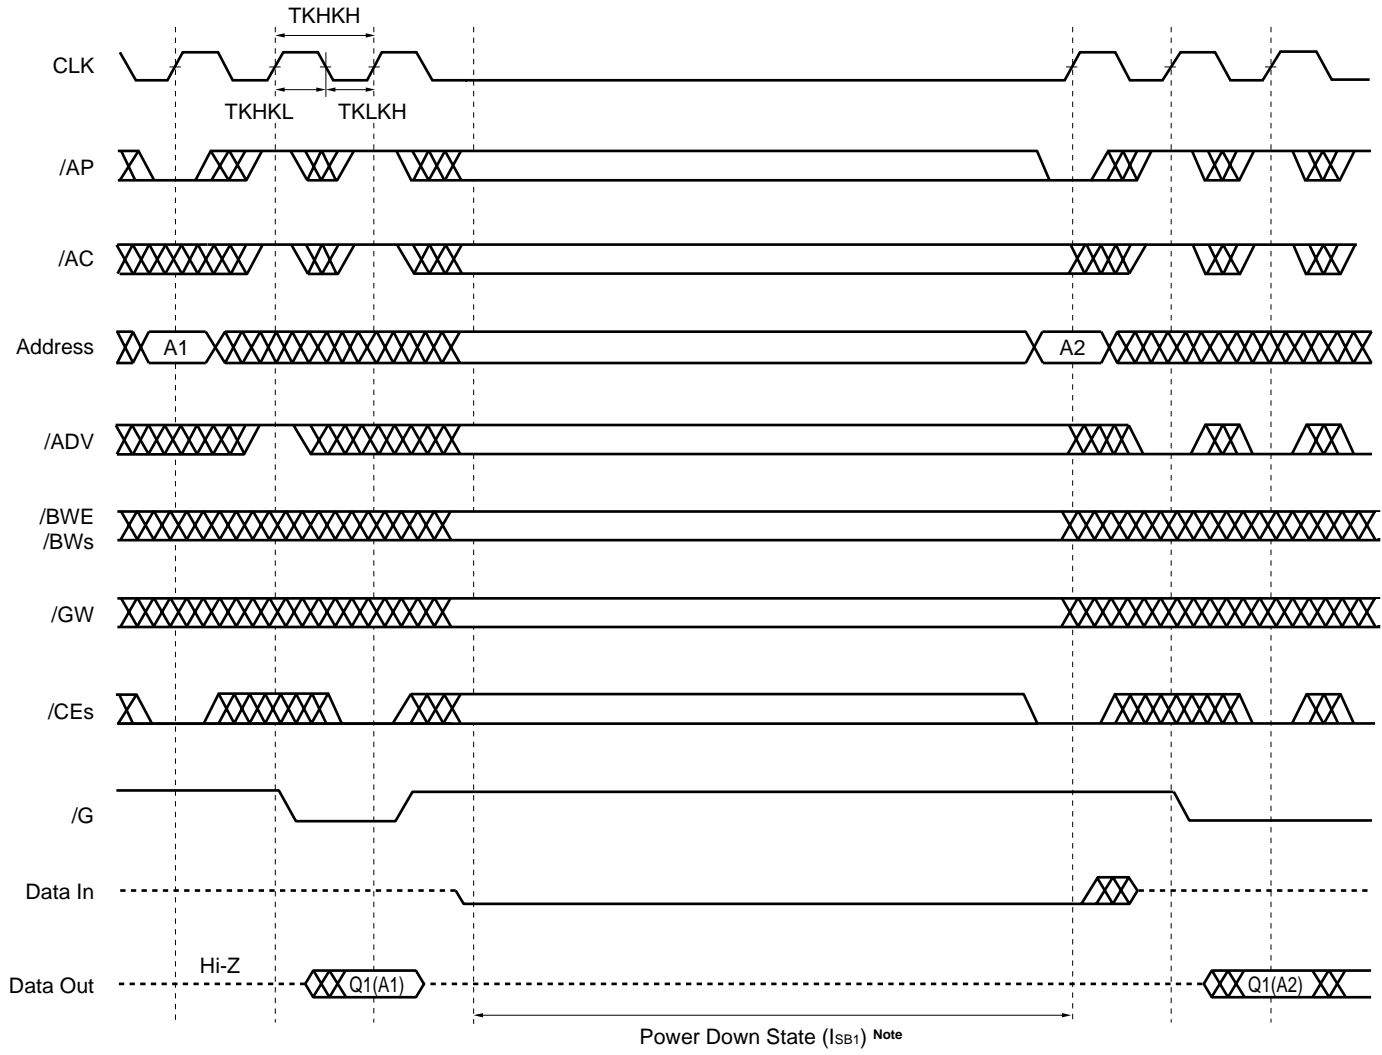 TKHKH
CLK
TKHKL
TKLKH
/AP
/AC
Address
A1
A2
/ADV
/BWE
/BWs
/GW
/CEs
/G
Data In
Hi-Z
Data Out
Q1(A1)
Q1(A2)
Power Down State (ISB1) Note